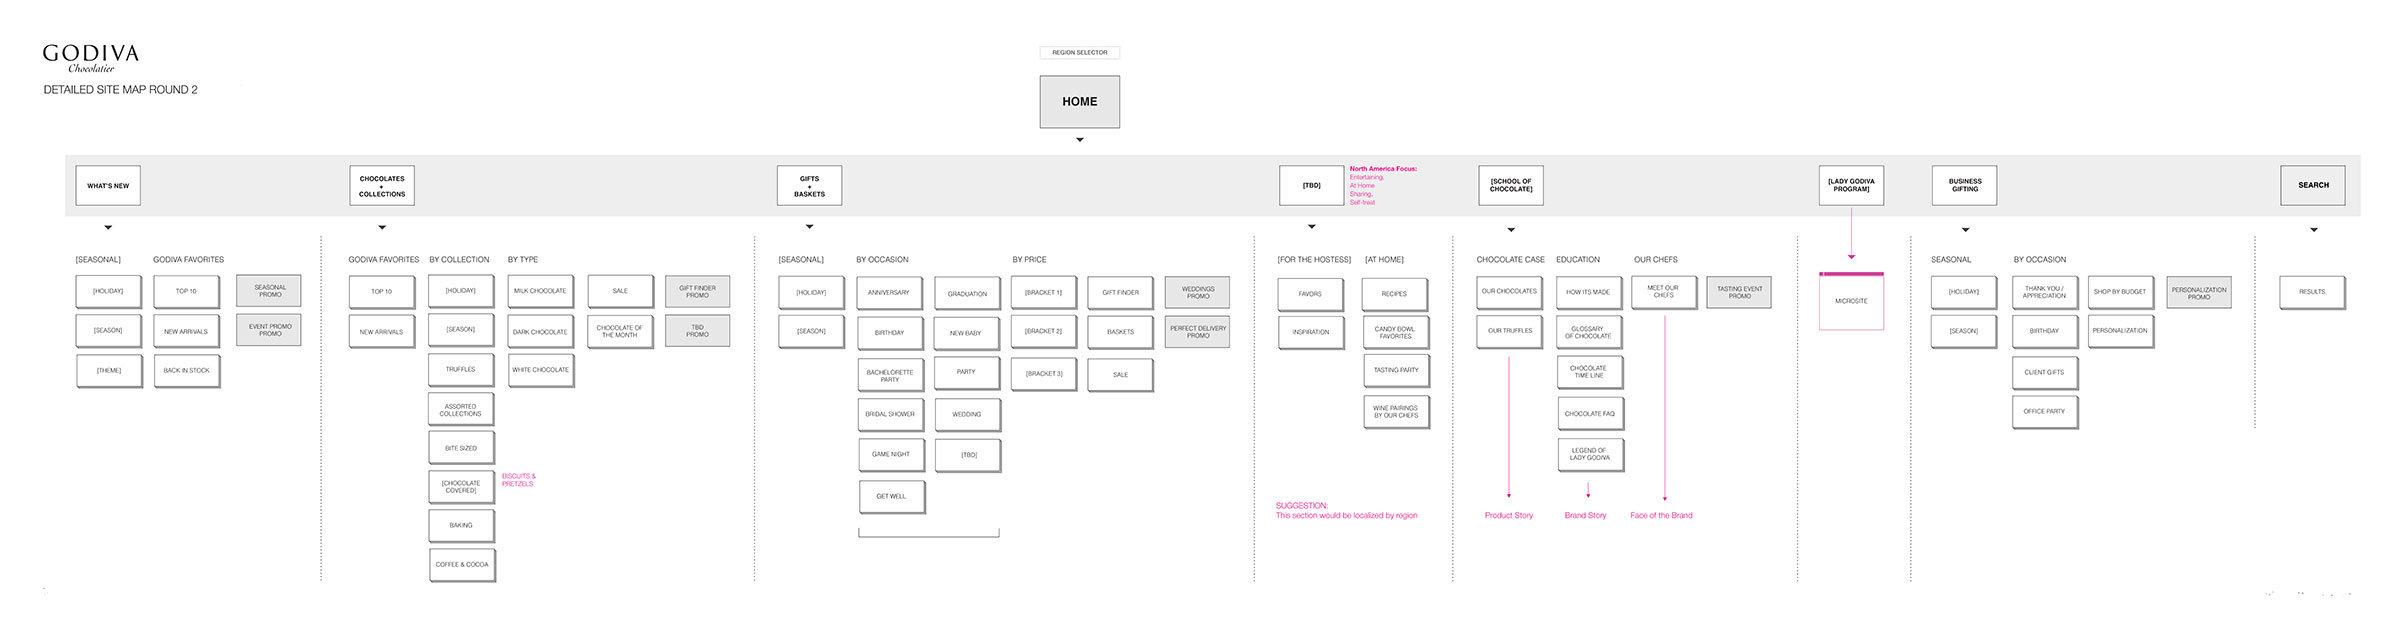 GODIVA
Chocolatier
DETAILED SITE MAP ROUND 2
REGION SELECTOR
HOME
WHAT'S NEW
CHOCOLATES
+
COLLECTIONS
GIFTS
+
BASKETS
[TBD]
North America Focus:
Entertaining,
At Home
Sharing,
Self-treat
[SCHOOL OF
CHOCOLATE]
[LADY GODIVA
PROGRAM]
BUSINESS
GIFTING
SEARCH
[SEASONAL]
[HOLIDAY]
[SEASON]
[THEME]
GODIVA FAVORITES
TOP 10
NEW ARRIVALS
BACK IN STOCK
SEASONAL
PROMO
EVENT PROMO
PROMO
GODIVA FAVORITES
TOP 10
NEW ARRIVALS
BY COLLECTION
[HOLIDAY]
[SEASON]
TRUFFLES
ASSORTED
COLLECTIONS
BITE SIZED
[CHOCOLATE
COVERED]
BISCUITS &
PRETZELS
BAKING
COFFEE & COCOA
BY TYPE
MILK CHOCOLATE
DARK CHOCOLATE
WHITE CHOCOLATE
SALE
CHOCOLATE OF
THE MONTH
GIFT FINDER
PROMO
TBD
PROMO
[SEASONAL]
[HOLIDAY]
[SEASON]
BY OCCASION
ANNIVERSARY
BIRTHDAY
BACHELORETTE
PARTY
BRIDAL SHOWER
GAME NIGHT
GET WELL
GRADUATION
NEW BABY
PARTY
WEDDING
[TBD]
BY PRICE
[BRACKET 1]
[BRACKET 2]
[BRACKET 3]
GIFT FINDER
BASKETS
SALE
WEDDINGS
PROMO
PERFECT DELIVERY
PROMO
[FOR THE HOSTESS]
FAVORS
INSPIRATION
[AT HOME]
RECIPES
CANDY BOWL
FAVORITES
TASTING PARTY
WINE PAIRINGS
BY OUR CHEFS
SUGGESTION:
This section would be localized by region
CHOCOLATE CASE
OUR CHOCOLATES
OUR TRUFFLES
Product Story
EDUCATION
HOW ITS MADE
GLOSSARY
OF CHOCOLATE
CHOCOLATE
TIME LINE
CHOCOLATE FAQ
LEGEND OF
LADY GODIVA
Brand Story
OUR CHEFS
MEET OUR
CHEFS
Face of the Brand
TASTING EVENT
PROMO
MICROSITE
SEASONAL
[HOLIDAY]
[SEASON]
BY OCCASION
THANK YOU /
APPRECIATION
BIRTHDAY
CLIENT GIFTS
OFFICE PARTY
SHOP BY BUDGET
PERSONALIZATION
PERSONALIZATION
PROMO
RESULTS